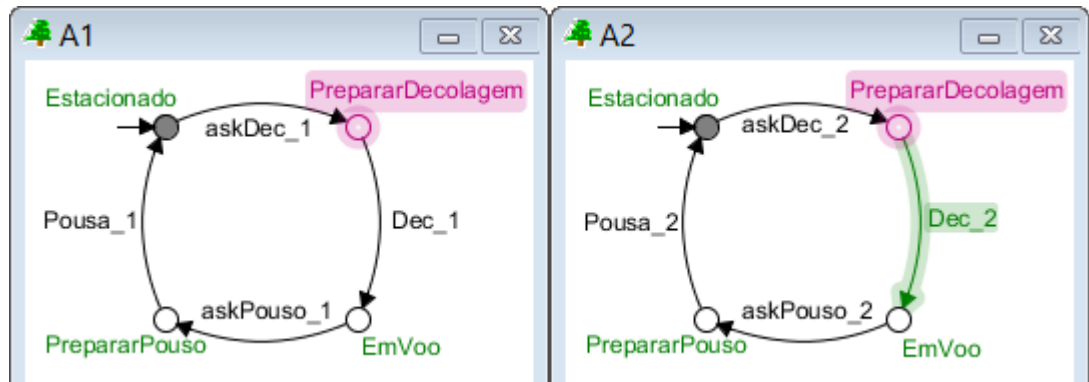 A1
PrepararDecolagem
Estacionado
askDec_1
Pousa_1
Dec_1
askPouso_1
PrepararPouso
EmVoo
A2
PrepararDecolagem
Estacionado
askDec_2
Pousa_2
Dec_2
askPouso_2
PrepararPouso
EmVoo